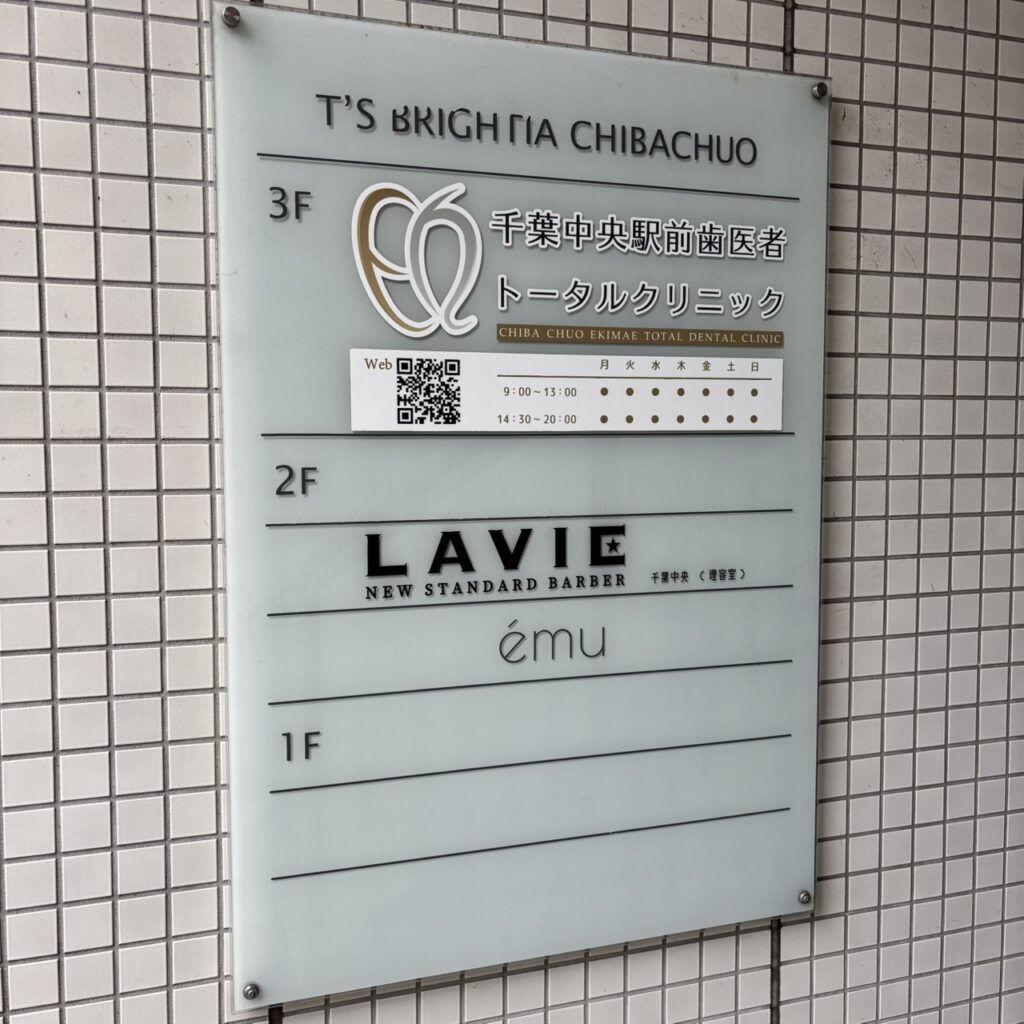 T'S BRIGHTIA CHIBACHUO
3F
千葉中央駅前歯医者
トータルクリニック
CHIBA CHUO EKIMAE TOTAL DENTAL CLINIC
Web 月 火 水 木 金 土 日
9:00~13:00 ● ● ● ● ● ● ●
14:30~20:00 ● ● ● ● ● ● ●
2F
LAVIE
NEW STANDARD BARBER 千葉中央 (理容室)
ému
1F